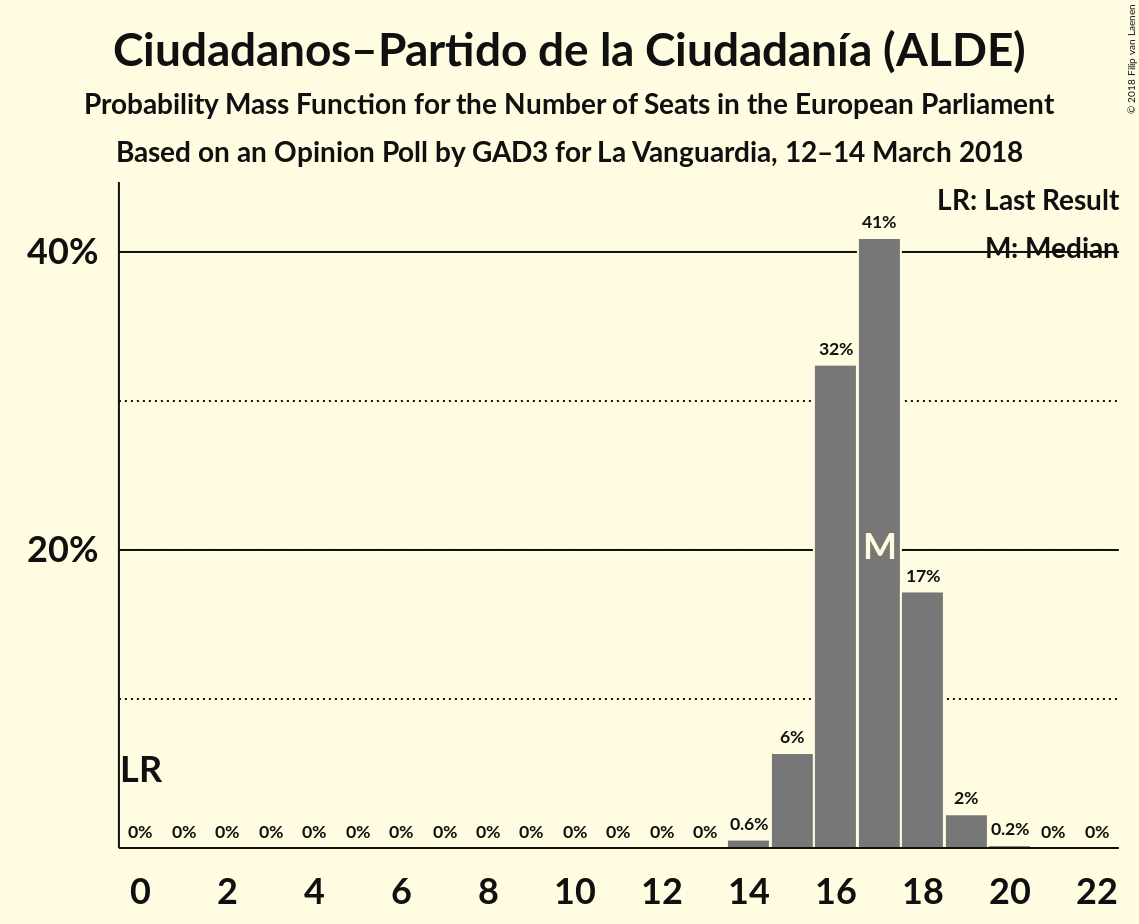 Ciudadanos–Partido de la Ciudadanía (ALDE)
Probability Mass Function for the Number of Seats in the European Parliament
Based on an Opinion Poll by GAD3 for La Vanguardia, 12–14 March 2018
© 2018 Filip van Laenen
LR: Last Result
M: Median
40%
20%
41%
32%
M
17%
6%
LR
2%
0% 0% 0% 0% 0% 0% 0% 0% 0% 0% 0% 0% 0% 0% 0.6% 0.2% 0% 0%
0 2 4 6 8 10 12 14 16 18 20 22